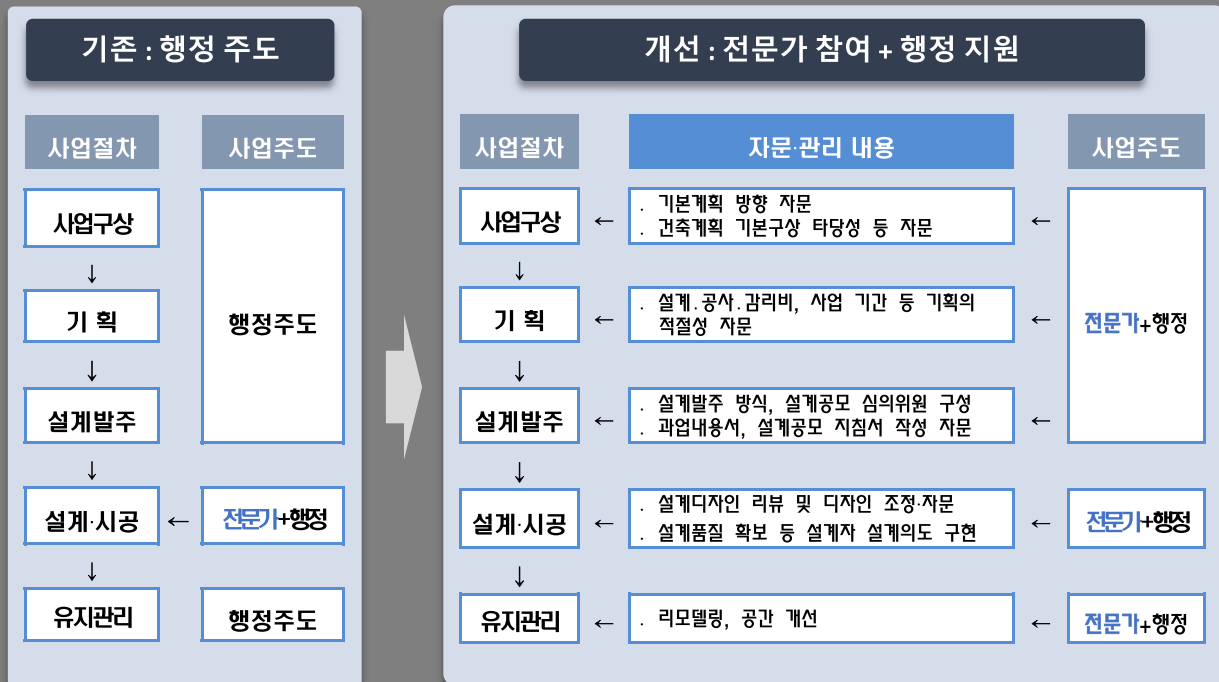 기존 : 행정 주도
사업절차
사업주도
사업구상
↓
기 획
↓
설계발주
행정주도
↓
설계·시공
←
전문가+행정
↓
유지관리
행정주도
개선 : 전문가 참여 + 행정 지원
사업절차
자문·관리 내용
사업주도
사업구상
←
. 기본계획 방향 자문
. 건축계획 기본구상 타당성 등 자문
←
↓
기 획
←
. 설계.공사.감리비, 사업 기간 등 기획의
적절성 자문
←
전문가+행정
↓
설계발주
←
. 설계발주 방식, 설계공모 심의위원 구성
. 과업내용서, 설계공모 지침서 작성 자문
←
↓
설계·시공
←
. 설계디자인 리뷰 및 디자인 조정·자문
. 설계품질 확보 등 설계자 설계의도 구현
←
전문가+행정
↓
유지관리
←
. 리모델링, 공간 개선
←
전문가+행정